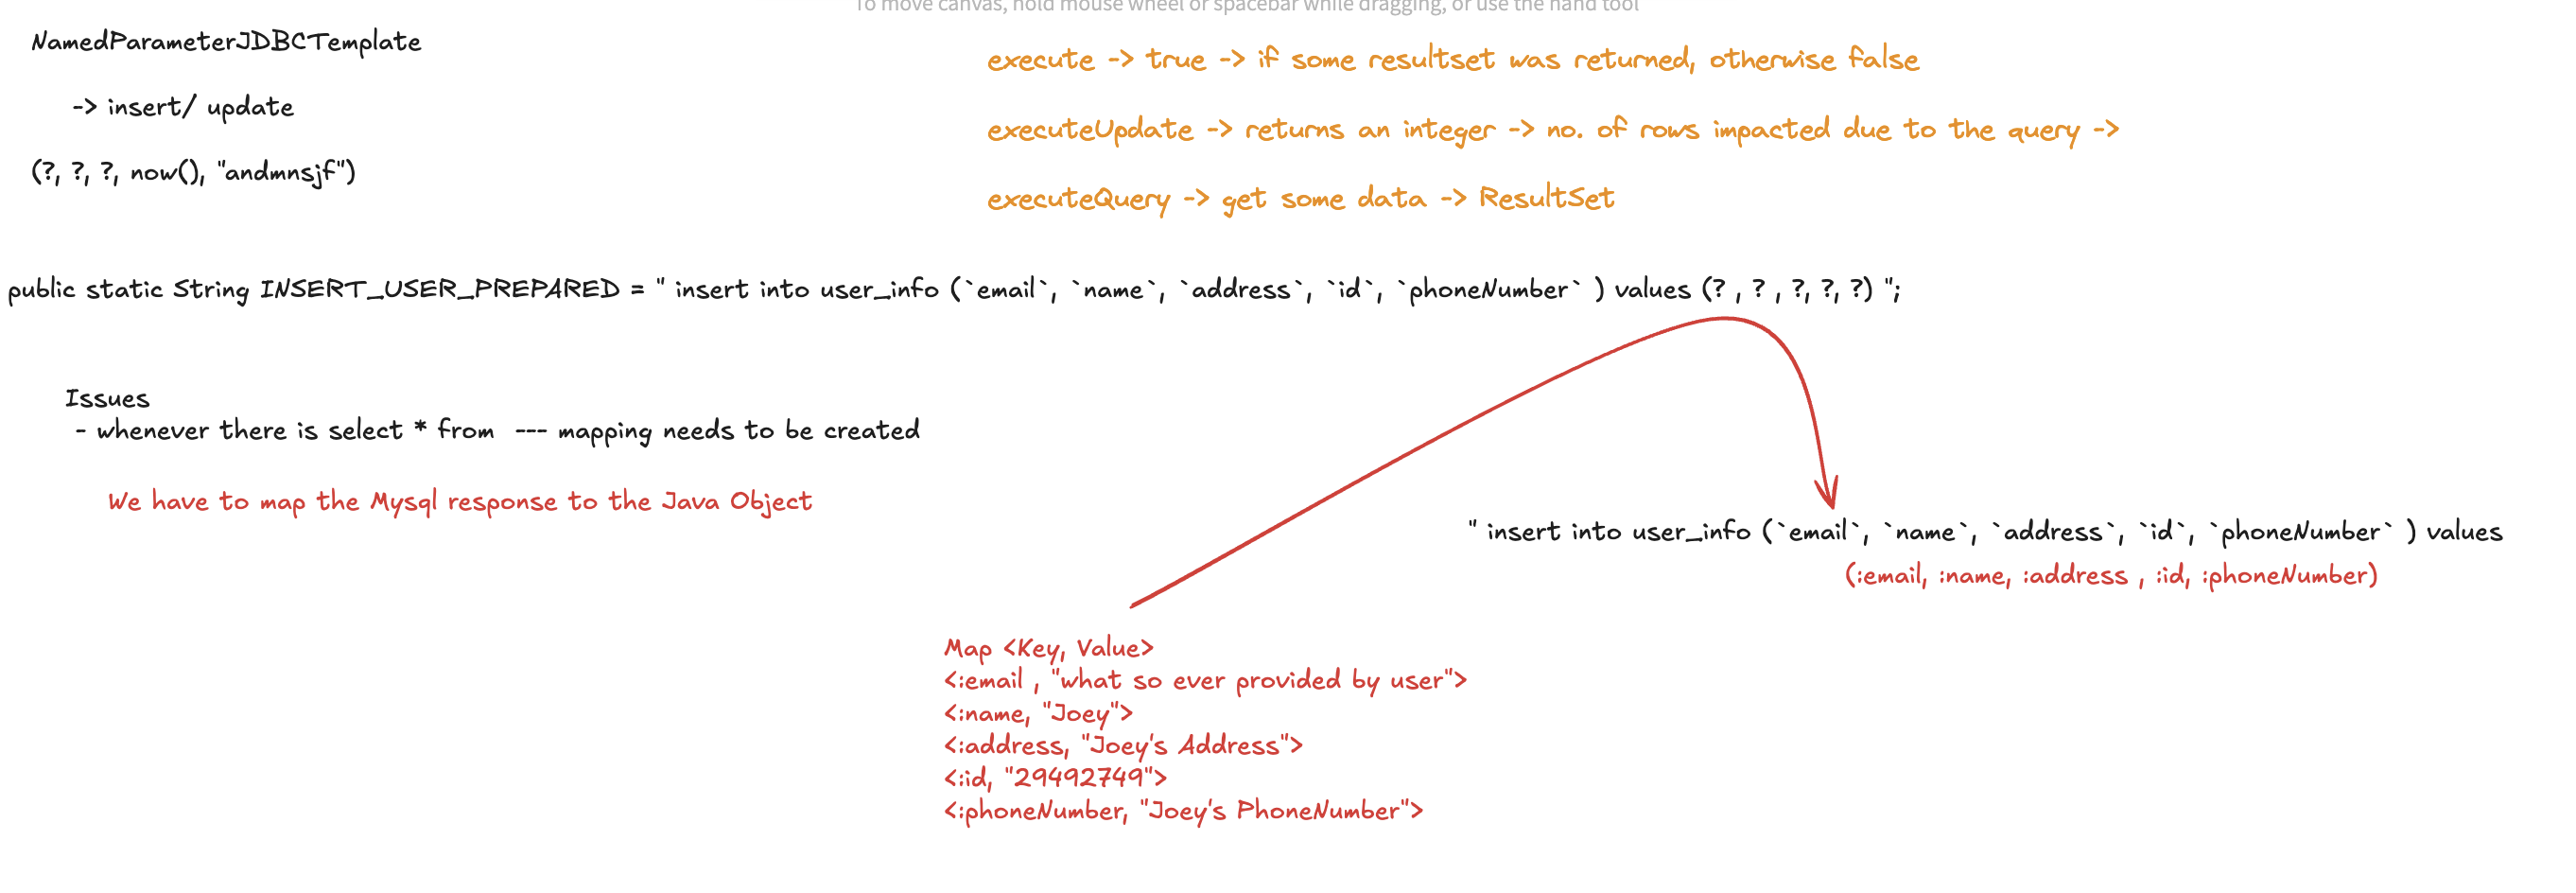 To move canvas, hold mouse wheel or spacebar while dragging, or use the hand tool
NamedParameterJDBCTemplate
-> insert/ update
(?, ?, ?, now(), "andmnsjf")
execute -> true -> if some resultset was returned, otherwise false
executeUpdate -> returns an integer -> no. of rows impacted due to the query ->
executeQuery -> get some data -> ResultSet
public static String INSERT_USER_PREPARED = " insert into user_info (`email`, `name`, `address`, `id`, `phoneNumber` ) values (? , ? , ?, ?, ?) ";
Issues
- whenever there is select * from --- mapping needs to be created
We have to map the Mysql response to the Java Object
" insert into user_info (`email`, `name`, `address`, `id`, `phoneNumber` ) values
(:email, :name, :address , :id, :phoneNumber)
Map <Key, Value>
<:email , "what so ever provided by user">
<:name, "Joey">
<:address, "Joey's Address">
<:id, "29492749">
<:phoneNumber, "Joey's PhoneNumber">